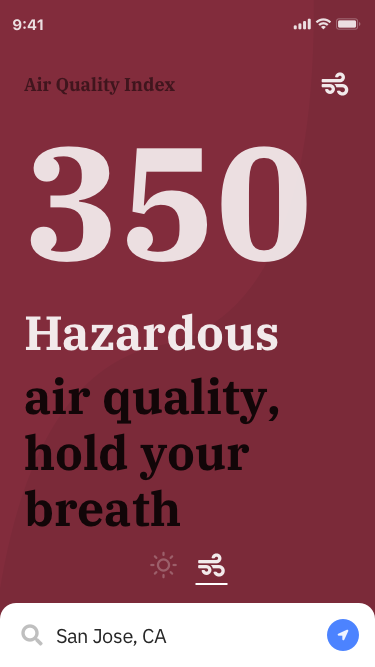 9:41
Air Quality Index
350
Hazardous
air quality,
hold your
breath
San Jose, CA